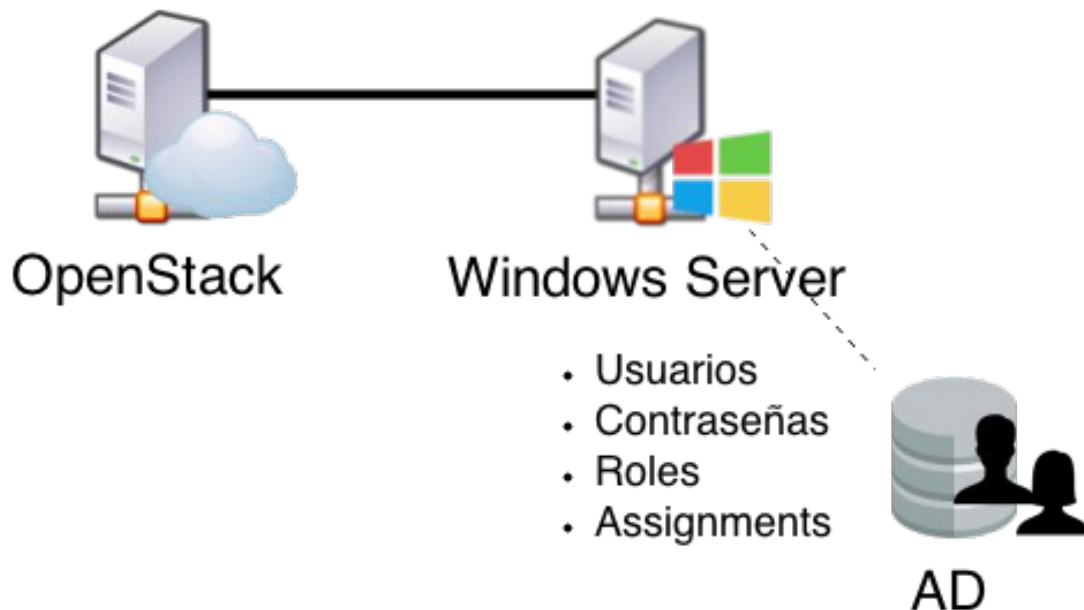 OpenStack
Windows Server
Usuarios
Contraseñas
Roles
Assignments
AD